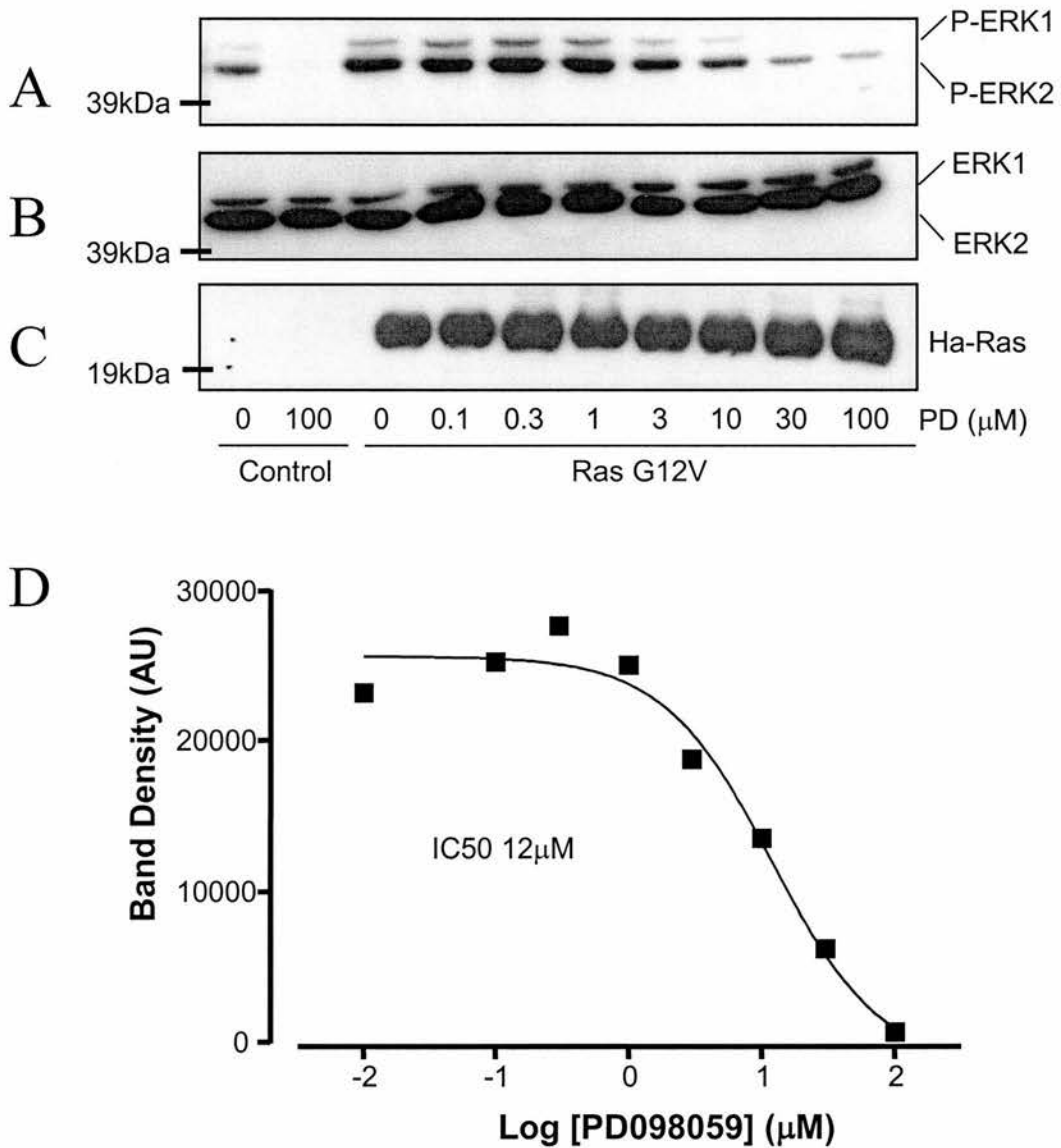 A
39kDa
P-ERK1
P-ERK2
B
39kDa
ERK1
ERK2
C
19kDa
Ha-Ras
0 100 0 0.1 0.3 1 3 10 30 100 PD (μM)
Control Ras G12V
D
30000
20000
10000
0
Band Density (AU)
IC50 12μM
-2 -1 0 1 2
Log [PD098059] (μM)